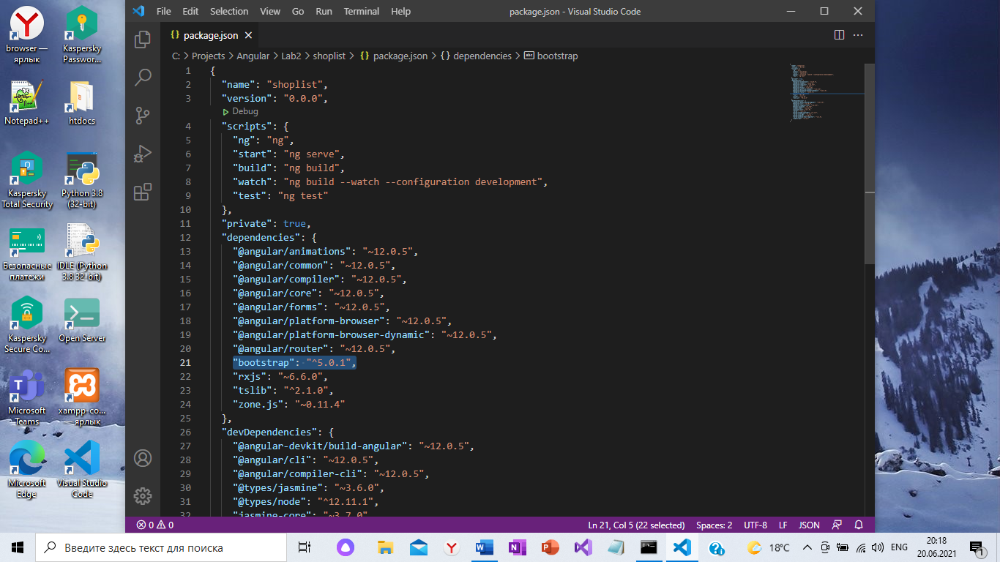 File Edit Selection View Go Run Terminal Help package.json - Visual Studio Code
package.json
C: > Projects > Angular > Lab2 > shoplist > {} package.json > {} dependencies > abc bootstrap
1 {
2 "name": "shoplist",
3 "version": "0.0.0",
Debug
4 "scripts": {
5 "ng": "ng",
6 "start": "ng serve",
7 "build": "ng build",
8 "watch": "ng build --watch --configuration development",
9 "test": "ng test"
10 },
11 "private": true,
12 "dependencies": {
13 "@angular/animations": "~12.0.5",
14 "@angular/common": "~12.0.5",
15 "@angular/compiler": "~12.0.5",
16 "@angular/core": "~12.0.5",
17 "@angular/forms": "~12.0.5",
18 "@angular/platform-browser": "~12.0.5",
19 "@angular/platform-browser-dynamic": "~12.0.5",
20 "@angular/router": "~12.0.5",
21 "bootstrap": "^5.0.1",
22 "rxjs": "~6.6.0",
23 "tslib": "^2.1.0",
24 "zone.js": "~0.11.4"
25 },
26 "devDependencies": {
27 "@angular-devkit/build-angular": "~12.0.5",
28 "@angular/cli": "~12.0.5",
29 "@angular/compiler-cli": "~12.0.5",
30 "@types/jasmine": "~3.6.0",
31 "@types/node": "^12.11.1",
32 "jasmine-core": "~3.7.0"
0 0 Ln 21, Col 5 (22 selected) Spaces: 2 UTF-8 LF JSON
browser —
ярлык
Kaspersky
Passwor...
Notepad++
htdocs
Kaspersky
Total Security
Python 3.8
(32-bit)
Безопасные
платежи
IDLE (Python
3.8 32-bit)
Kaspersky
Secure Co...
Open Server
Microsoft
Teams
xampp-co...
— ярлык
Microsoft
Edge
Visual Studio
Code
Введите здесь текст для поиска
18°C
ENG
20:18
20.06.2021
1